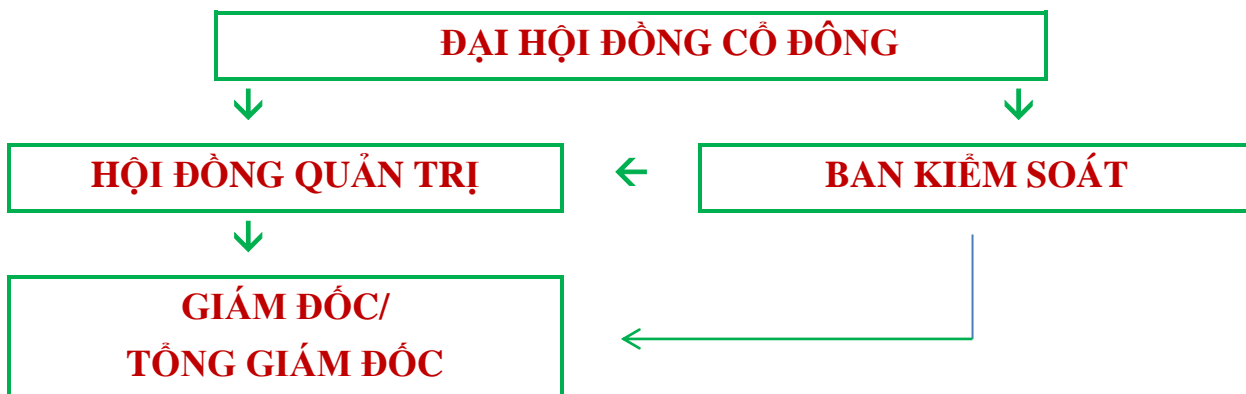 ĐẠI HỘI ĐỒNG CỔ ĐÔNG
HỘI ĐỒNG QUẢN TRỊ
BAN KIỂM SOÁT
GIÁM ĐỐC/
TỔNG GIÁM ĐỐC